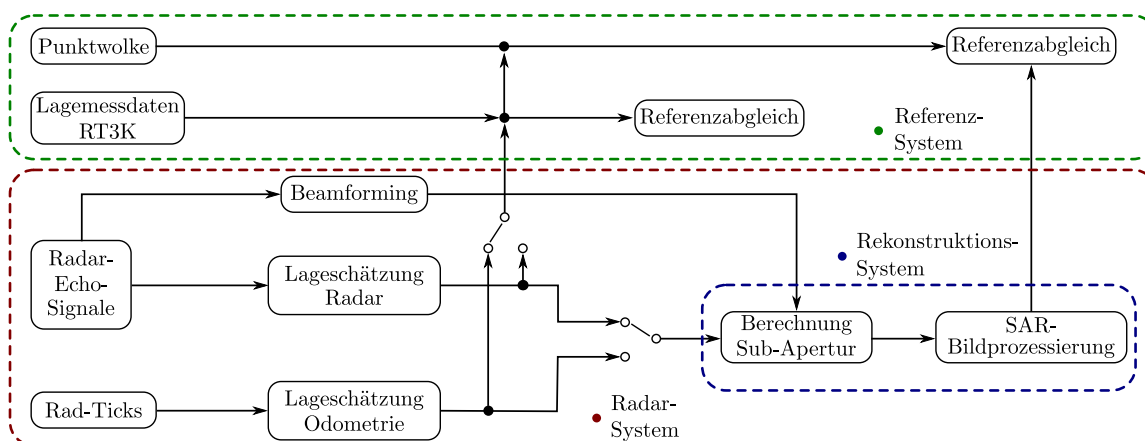 Punktwolke
Referenzabgleich
Lagemessdaten
RT3K
Referenzabgleich
Referenz-
System
Beamforming
Radar-
Echo-
Signale
Lageschätzung
Radar
Rekonstruktions-
System
Berechnung
Sub-Apertur
SAR-
Bildprozessierung
Rad-Ticks
Lageschätzung
Odometrie
Radar-
System